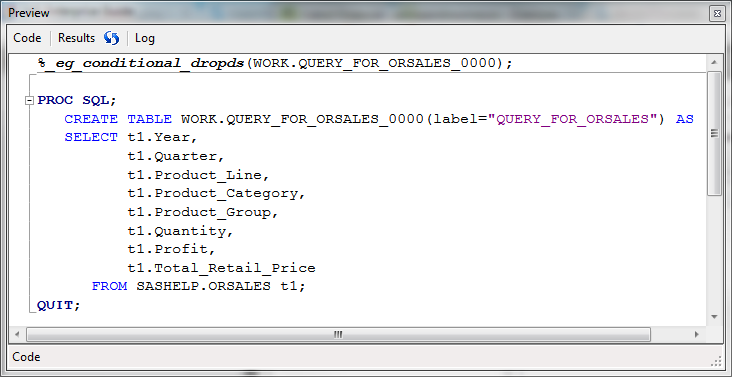 Preview
Code Results Log
%_eg_conditional_dropds(WORK.QUERY_FOR_ORSALES_0000);
PROC SQL;
CREATE TABLE WORK.QUERY_FOR_ORSALES_0000(label="QUERY_FOR_ORSALES") AS
SELECT t1.Year,
t1.Quarter,
t1.Product_Line,
t1.Product_Category,
t1.Product_Group,
t1.Quantity,
t1.Profit,
t1.Total_Retail_Price
FROM SASHELP.ORSALES t1;
QUIT;
Code